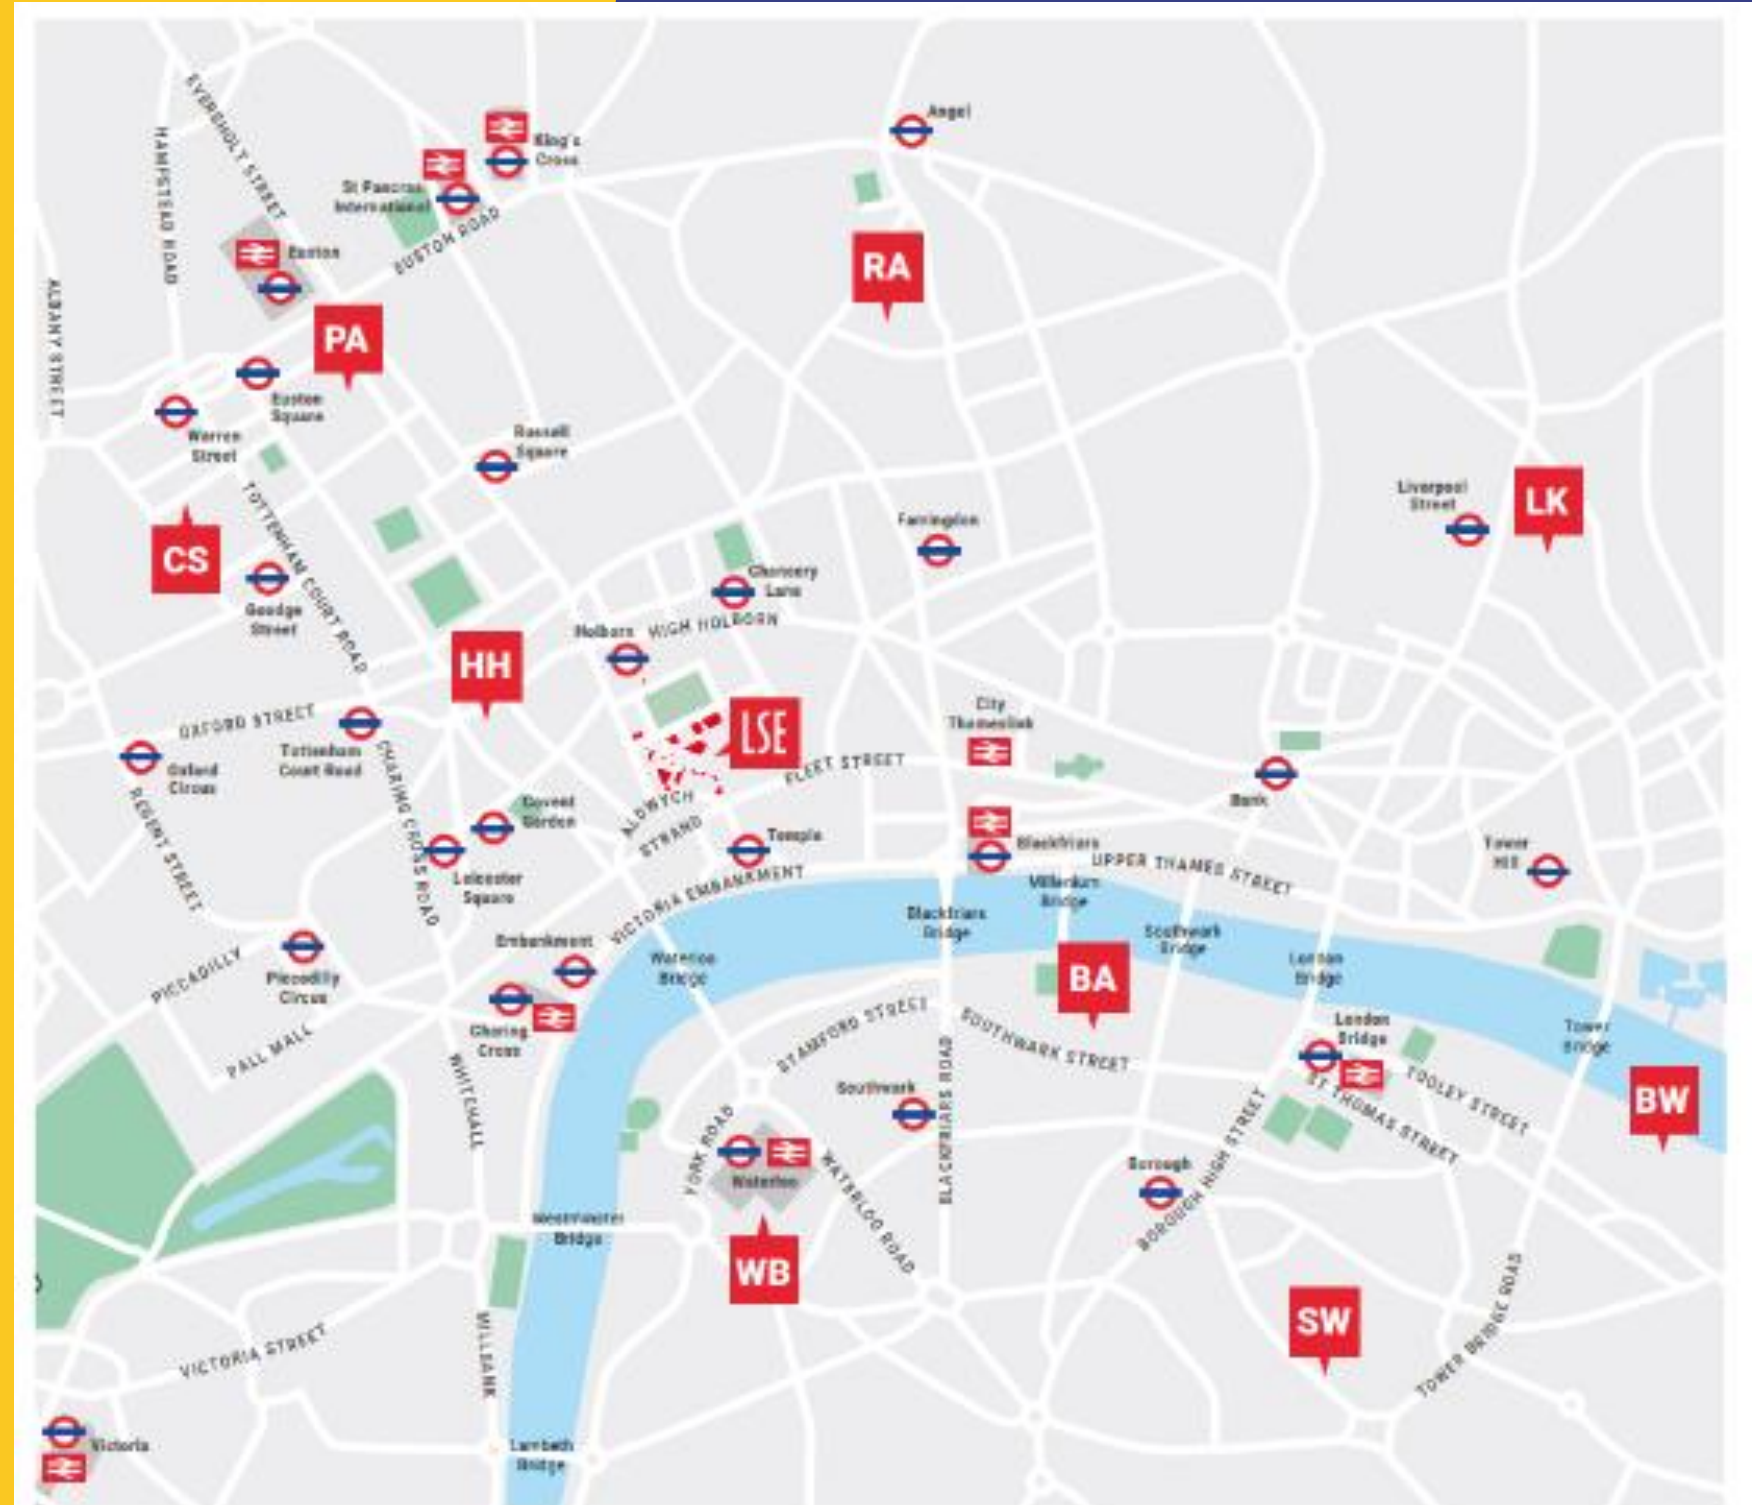 EVERSHOLT STREET
HAMPSTEAD ROAD
ALBANY STREET
King's
Cross
St Pancras
International
EUSTON ROAD
Euston
Angel
RA
PA
Euston
Square
Warren
Street
Russell
Square
TOTTENHAM COURT ROAD
CS
Goodge
Street
Farringdon
Liverpool
Street
LK
Chancery
Lane
Holborn
HIGH HOLBORN
HH
LSE
OXFORD STREET
Tottenham
Court Road
Oxford
Circus
City
Thameslink
FLEET STREET
ALDWYCH
STRAND
CHARING CROSS ROAD
REGENT STREET
Covent
Garden
Leicester
Square
Temple
Bank
Blackfriars
UPPER THAMES STREET
Tower
Hill
VICTORIA EMBANKMENT
Millenium
Bridge
Blackfriars
Bridge
Southwark
Bridge
London
Bridge
Waterloo
Bridge
Embankment
PICCADILLY
Piccadilly
Circus
BA
Charing
Cross
PALL MALL
STAMFORD STREET
SOUTHWARK STREET
London
Bridge
Tower
Bridge
WHITEHALL
Southwark
BLACKFRIARS ROAD
ST THOMAS STREET
TOOLEY STREET
BW
YORK ROAD
Waterloo
WATERLOO ROAD
Borough
BOROUGH HIGH STREET
Westminster
Bridge
WB
SW
TOWER BRIDGE ROAD
VICTORIA STREET
MILLBANK
Victoria
Lambeth
Bridge